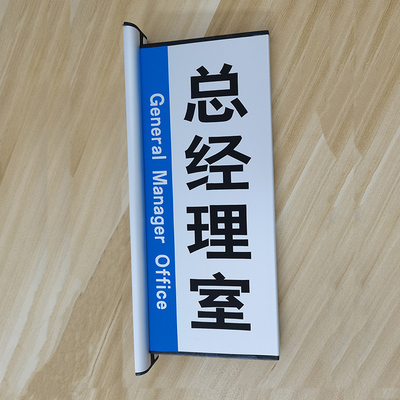 总经理室
General Manager Office